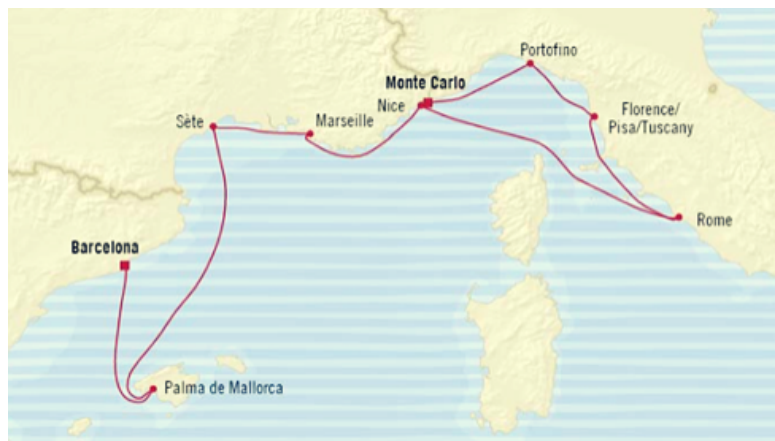 Portofino
Monte Carlo
Nice
Florence/
Pisa/Tuscany
Sète
Marseille
Rome
Barcelona
Palma de Mallorca